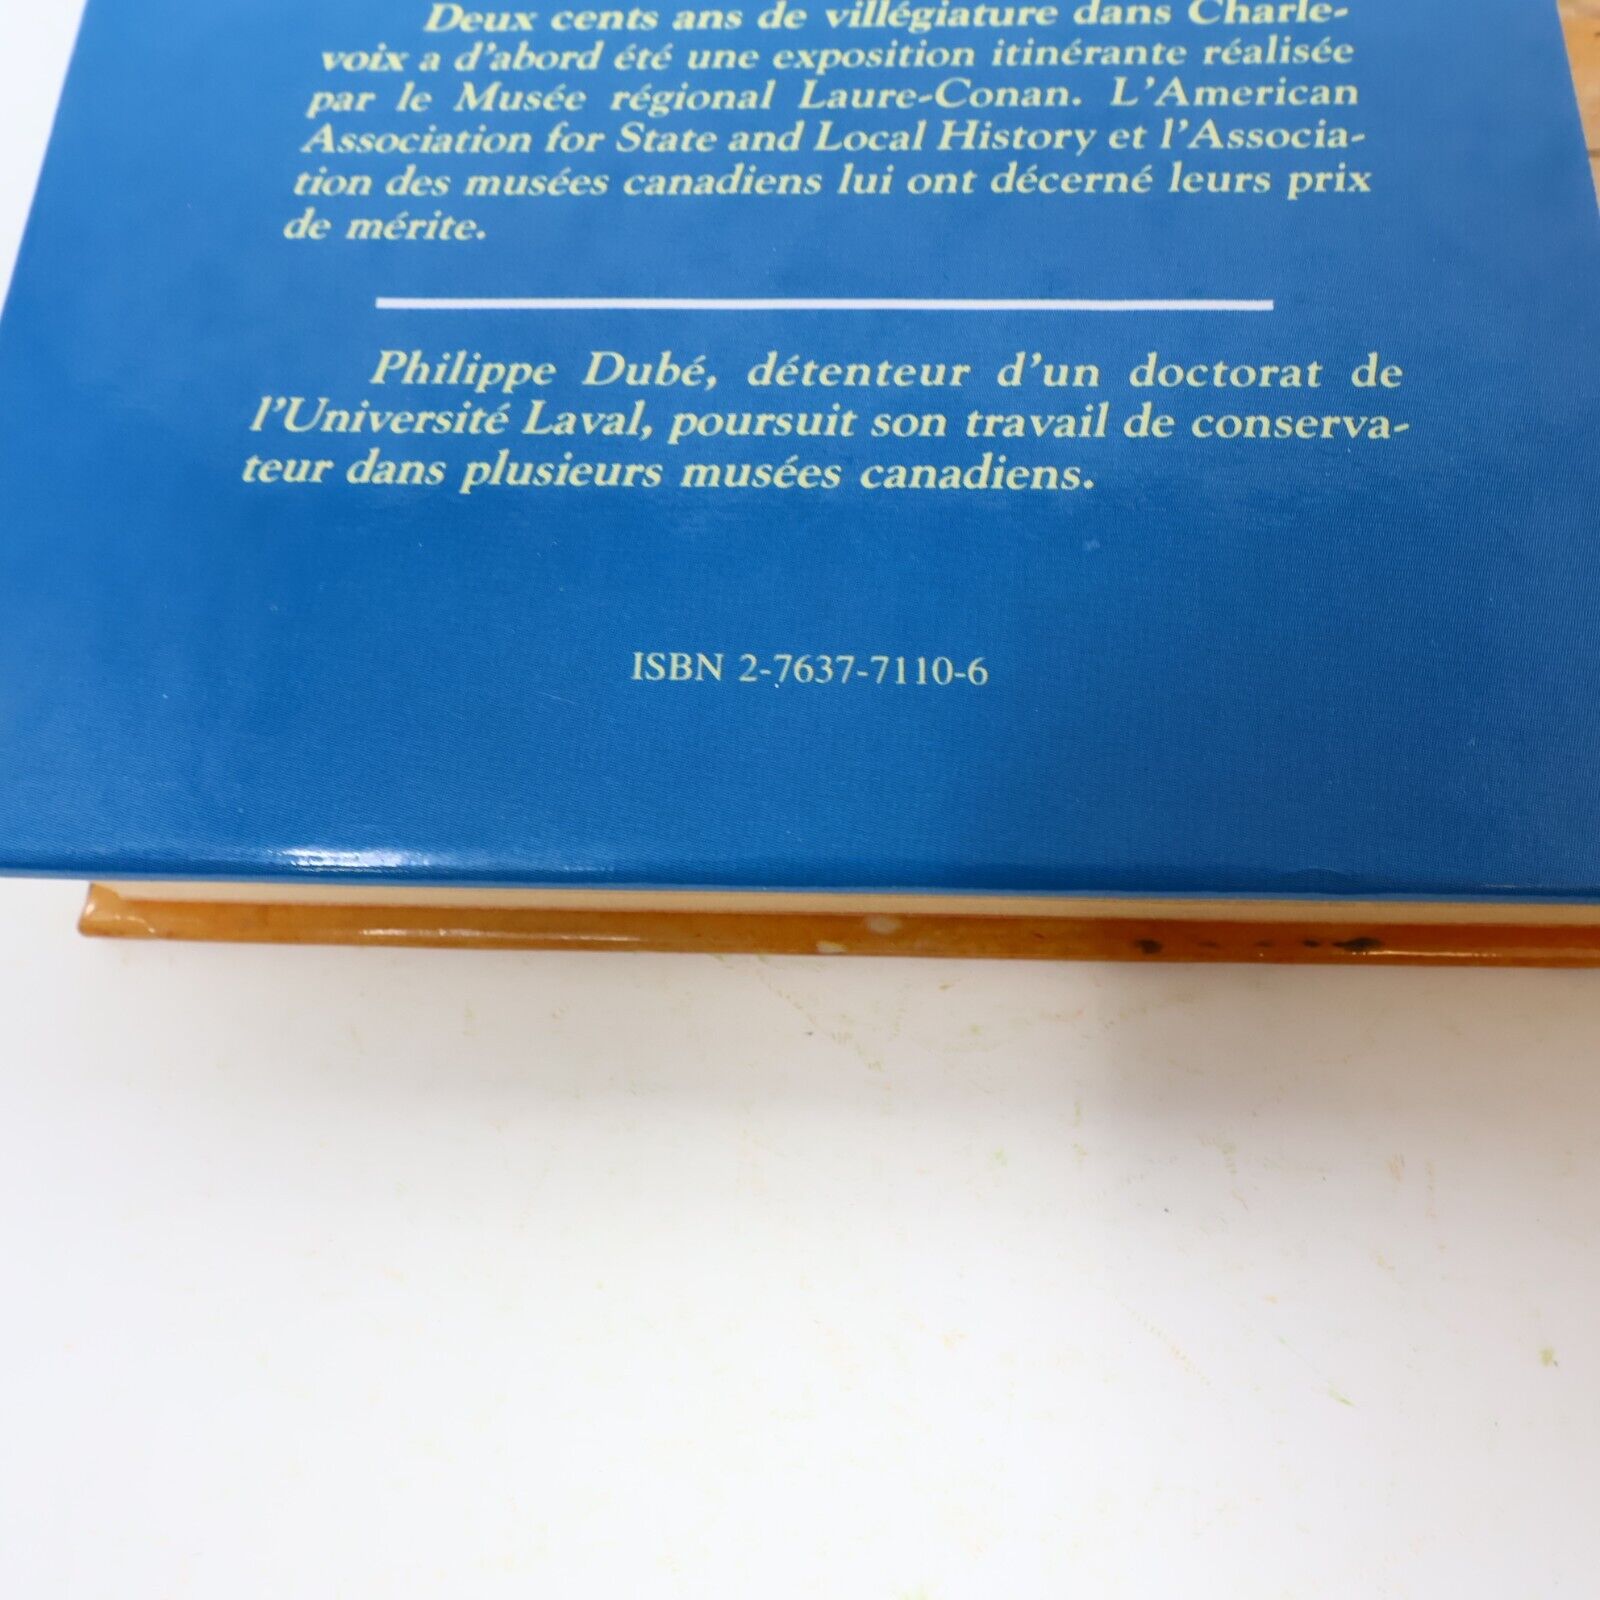 Deux cents ans de villégiature dans Charle-
voix a d'abord été une exposition itinérante réalisée
par le Musée régional Laure-Conan. L'American
Association for State and Local History et l'Associa-
tion des musées canadiens lui ont décerné leurs prix
de mérite.
Philippe Dubé, détenteur d'un doctorat de
l'Université Laval, poursuit son travail de conserva-
teur dans plusieurs musées canadiens.
ISBN 2-7637-7110-6